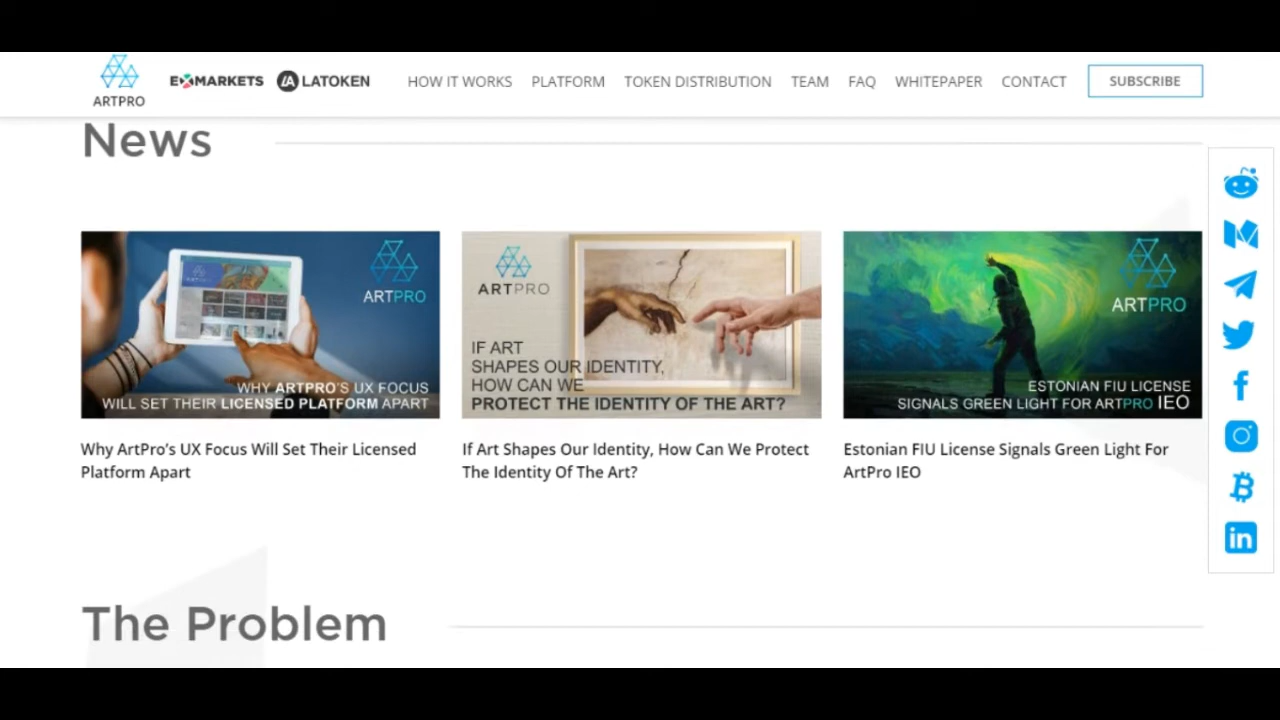 ARTPRO
EXMARKETS
LATOKEN
HOW IT WORKS
PLATFORM
TOKEN DISTRIBUTION
TEAM
FAQ
WHITEPAPER
CONTACT
SUBSCRIBE
News
ARTPRO
WHY ARTPRO'S UX FOCUS
WILL SET THEIR LICENSED PLATFORM APART
ARTPRO
IF ART
SHAPES OUR IDENTITY,
HOW CAN WE
PROTECT THE IDENTITY OF THE ART?
ARTPRO
ESTONIAN FIU LICENSE
SIGNALS GREEN LIGHT FOR ARTPRO IEO
Why ArtPro's UX Focus Will Set Their Licensed
Platform Apart
If Art Shapes Our Identity, How Can We Protect
The Identity Of The Art?
Estonian FIU License Signals Green Light For
ArtPro IEO
The Problem